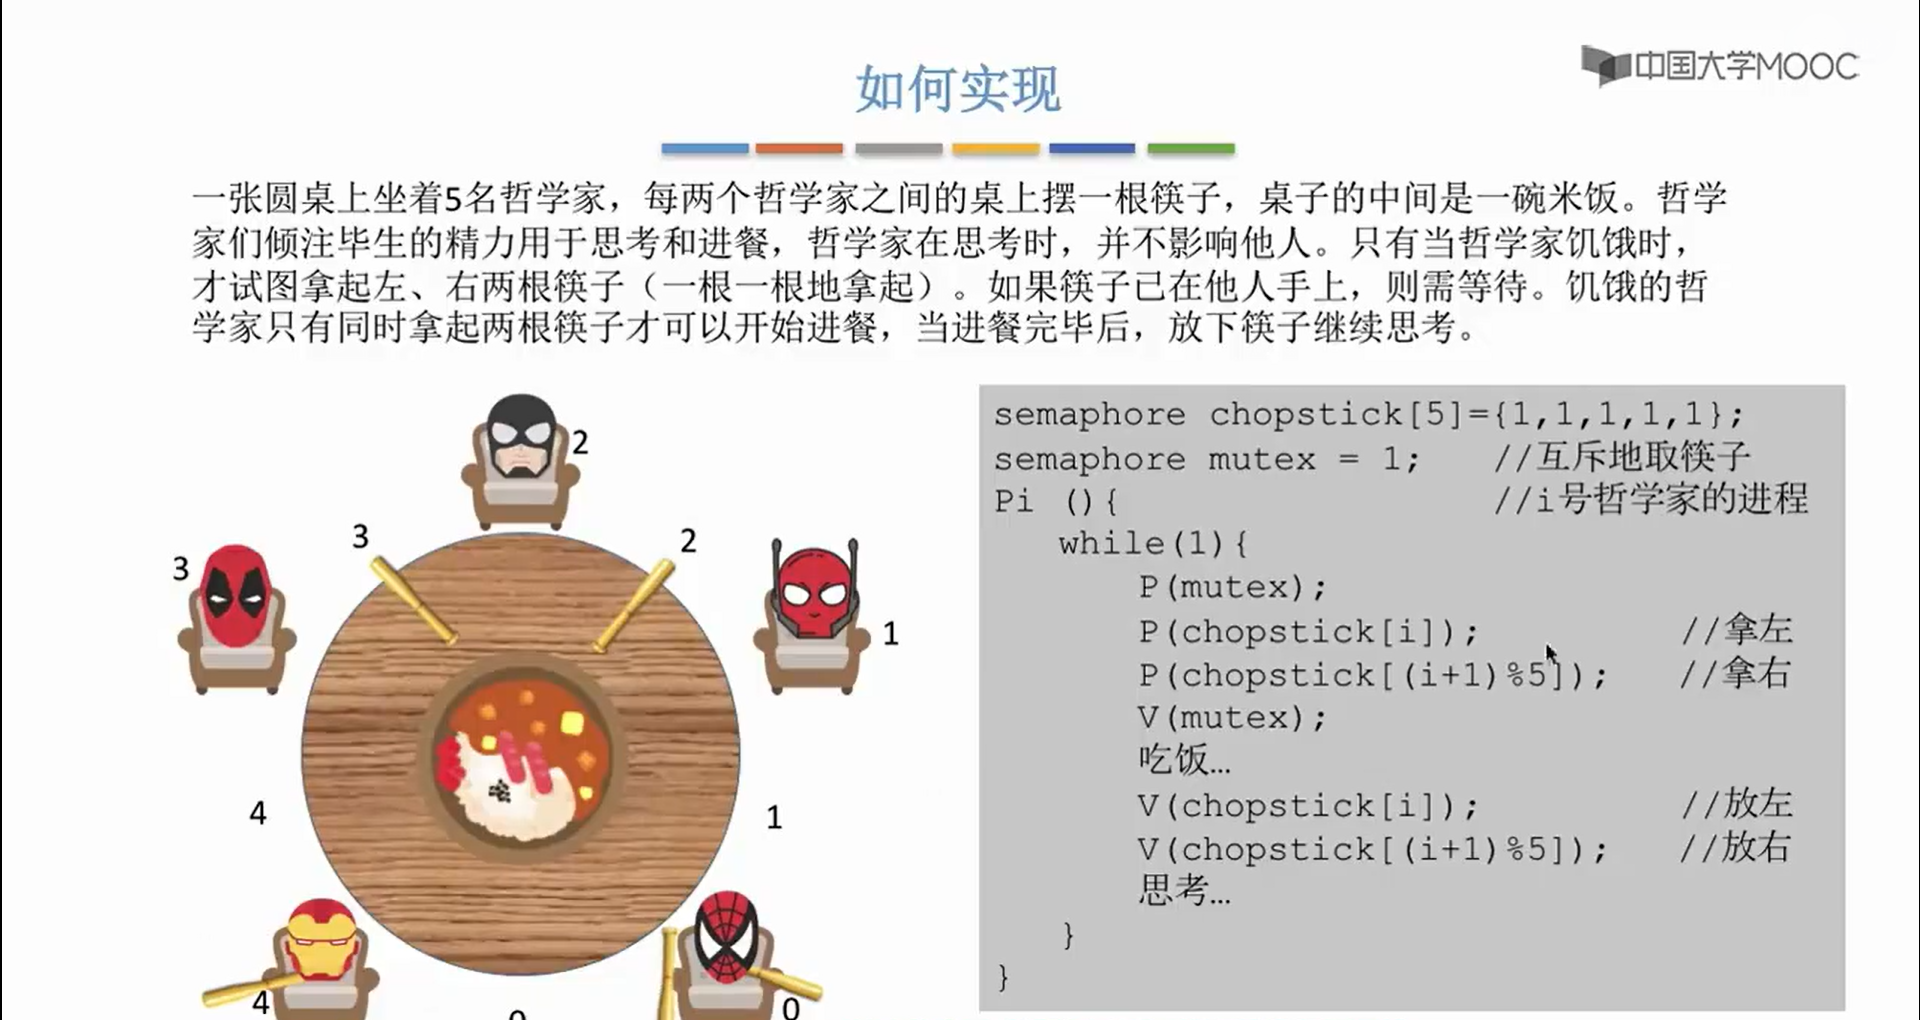 中国大学MOOC
如何实现
一张圆桌上坐着5名哲学家，每两个哲学家之间的桌上摆一根筷子，桌子的中间是一碗米饭。哲学
家们倾注毕生的精力用于思考和进餐，哲学家在思考时，并不影响他人。只有当哲学家饥饿时，
才试图拿起左、右两根筷子（一根一根地拿起）。如果筷子已在他人手上，则需等待。饥饿的哲
学家只有同时拿起两根筷子才可以开始进餐，当进餐完毕后，放下筷子继续思考。
2
3
2
3
1
4
1
4
0
semaphore chopstick[5]={1,1,1,1,1};
semaphore mutex = 1; //互斥地取筷子
Pi (){ //i号哲学家的进程
while(1){
P(mutex);
P(chopstick[i]); //拿左
P(chopstick[(i+1)%5]); //拿右
V(mutex);
吃饭…
V(chopstick[i]); //放左
V(chopstick[(i+1)%5]); //放右
思考…
}
}